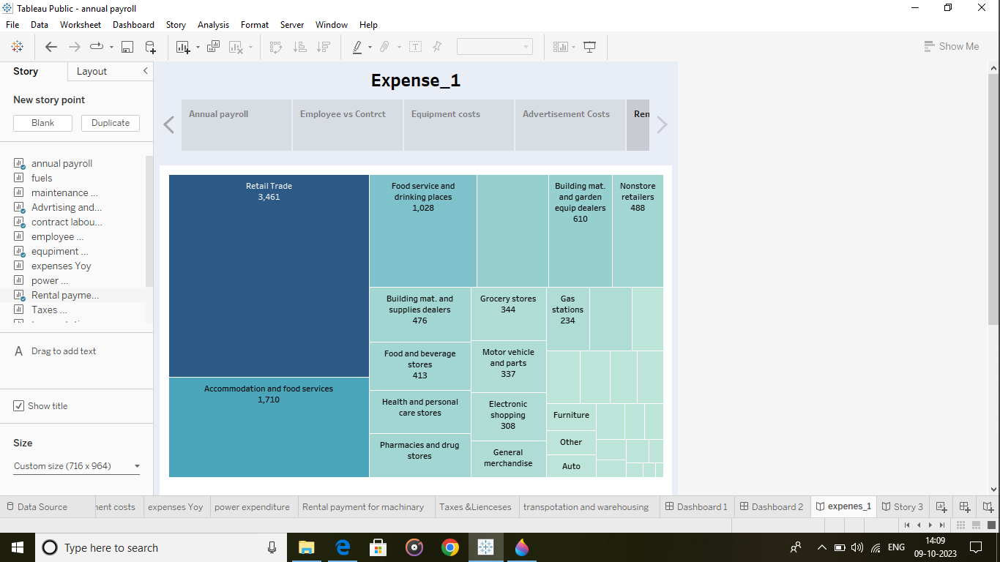 Tableau Public - annual payroll
File Data Worksheet Dashboard Story Analysis Format Server Window Help
Show Me
Story Layout
New story point
Blank Duplicate
annual payroll
fuels
maintenance ...
Advrtising and...
contract labou...
employee ...
equpiment ...
expenses Yoy
power ...
Rental payme...
Taxes ...
A Drag to add text
Show title
Size
Custom size (716 x 964)
Expense_1
Annual payroll
Employee vs Contrct
Equipment costs
Advertisement Costs
Ren
Retail Trade
3,461
Accommodation and food services
1,710
Food service and
drinking places
1,028
Building mat.
and garden
equip dealers
610
Nonstore
retailers
488
Building mat. and
supplies dealers
476
Food and beverage
stores
413
Health and personal
care stores
Pharmacies and drug
stores
Grocery stores
344
Motor vehicle
and parts
337
Electronic
shopping
308
General
merchandise
Gas
stations
234
Furniture
Other
Auto
Data Source
nent costs
expenses Yoy
power expenditure
Rental payment for machinary
Taxes &Lienceses
transpotation and warehousing
Dashboard 1
Dashboard 2
expenes_1
Story 3
Type here to search
ENG
14:09
09-10-2023